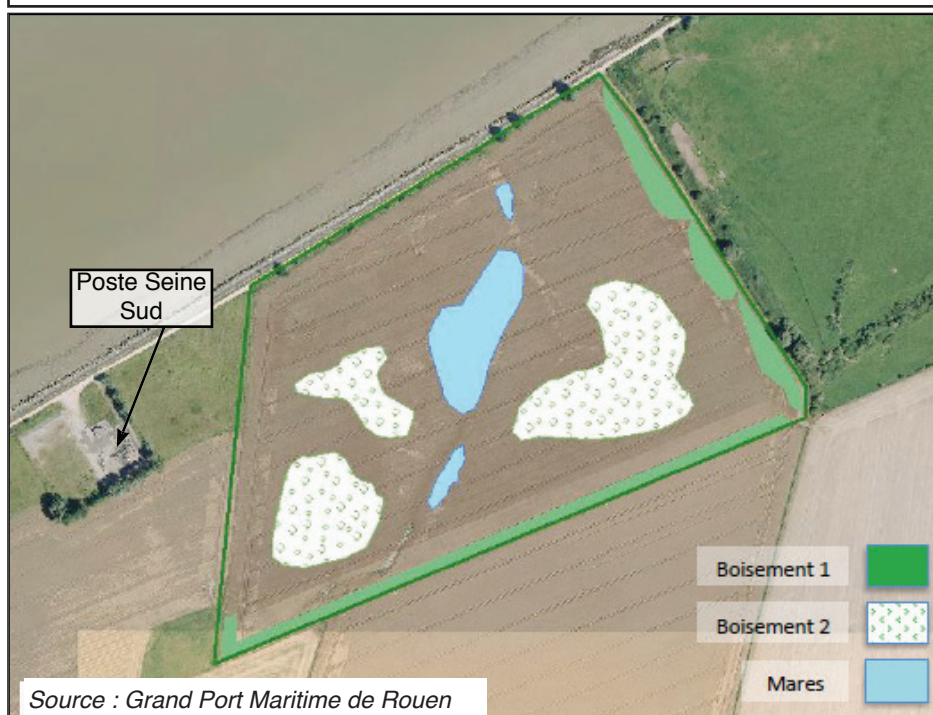 Poste Seine
Sud
Boisement 1
Boisement 2
Mares
Source : Grand Port Maritime de Rouen